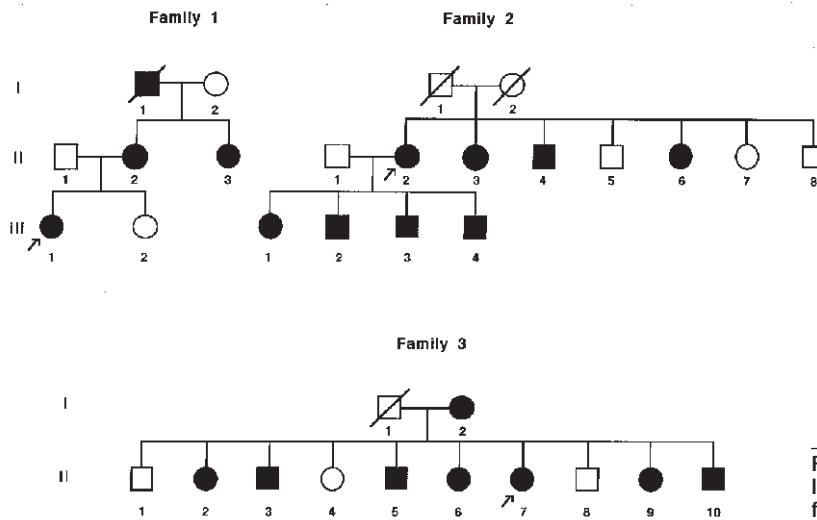 Family 1 Family 2
I
1 2 1 2
II
1 2 3 1 2 3 4 5 6 7 8
III
1 2 1 2 3 4
Family 3
I
1 2
II
1 2 3 4 5 6 7 8 9 10